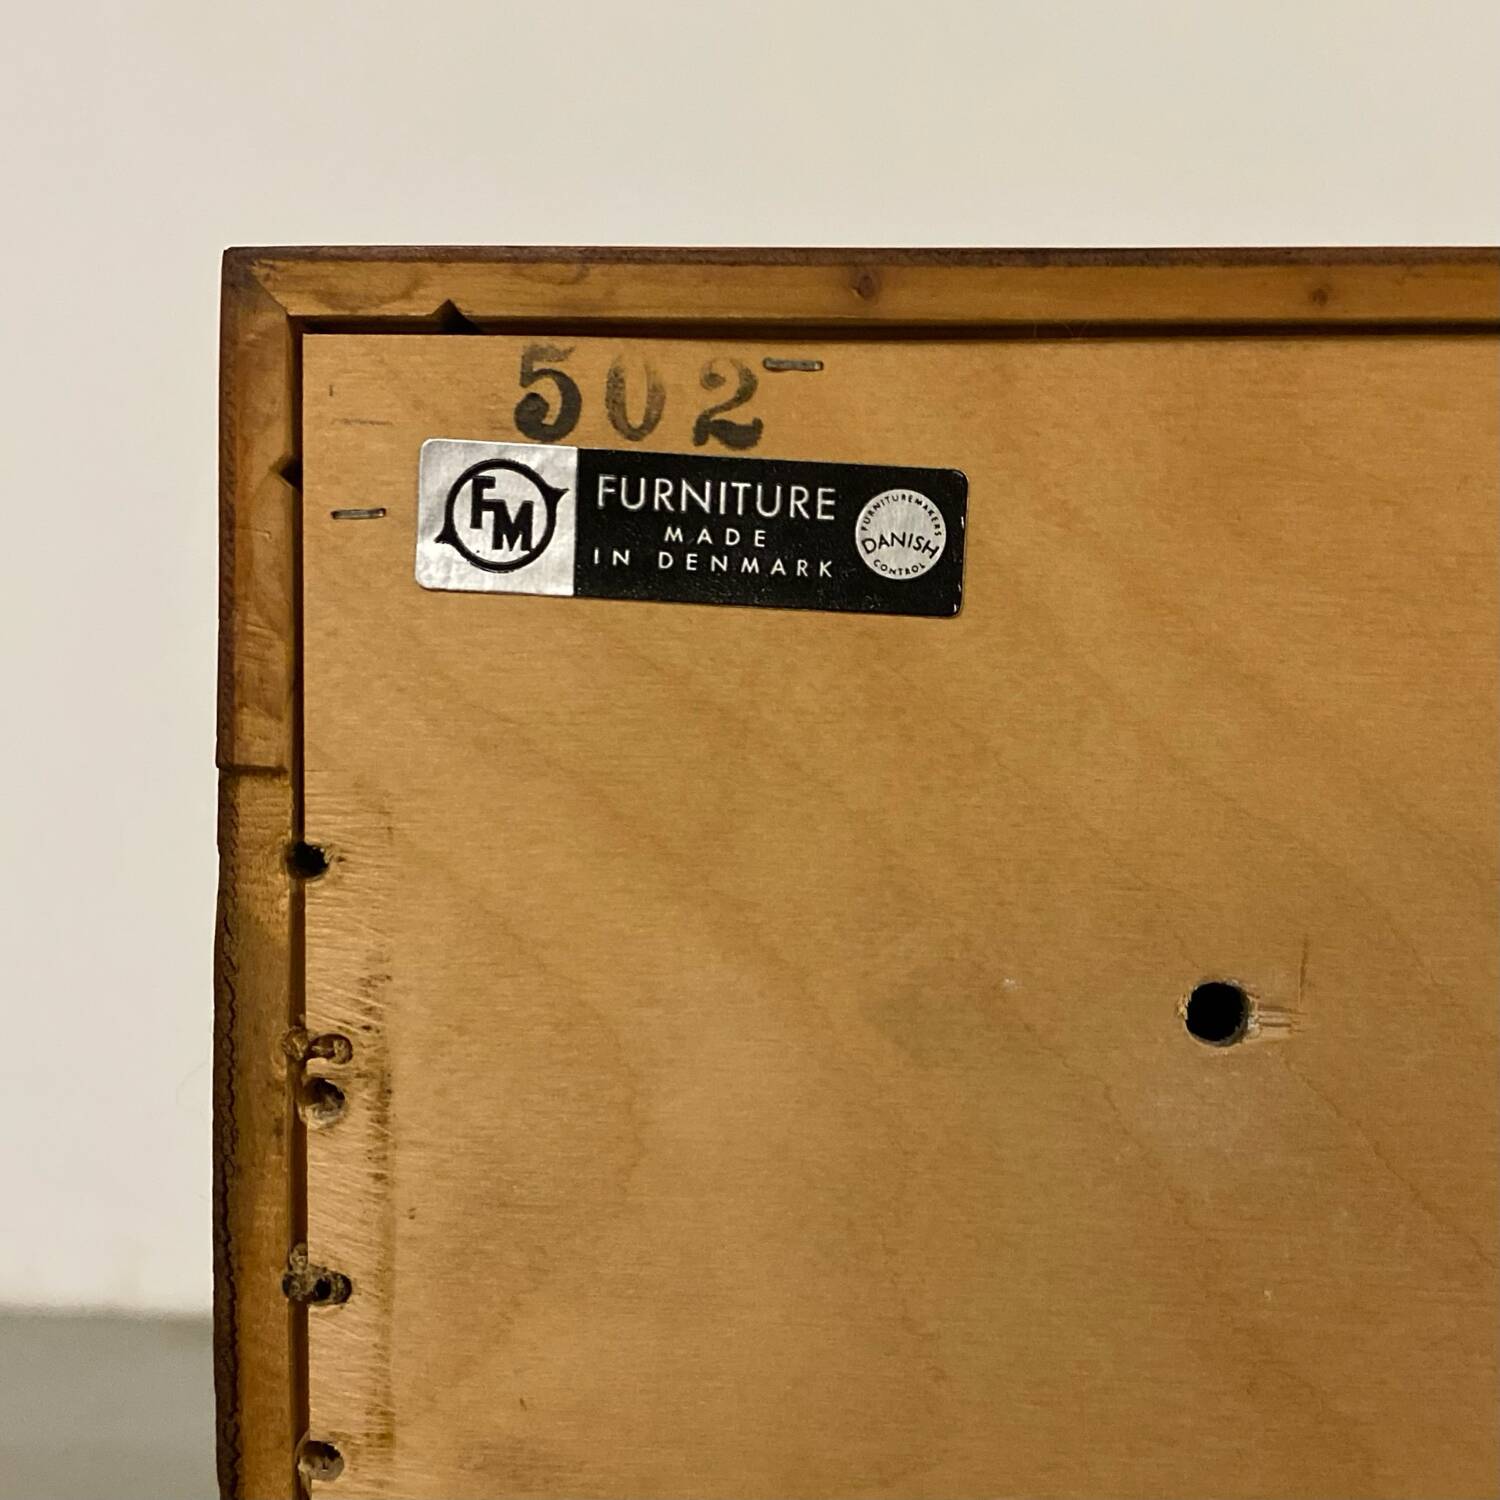 502
FM
FURNITURE
MADE
IN DENMARK
FURNITUREMAKERS
DANISH
CONTROL